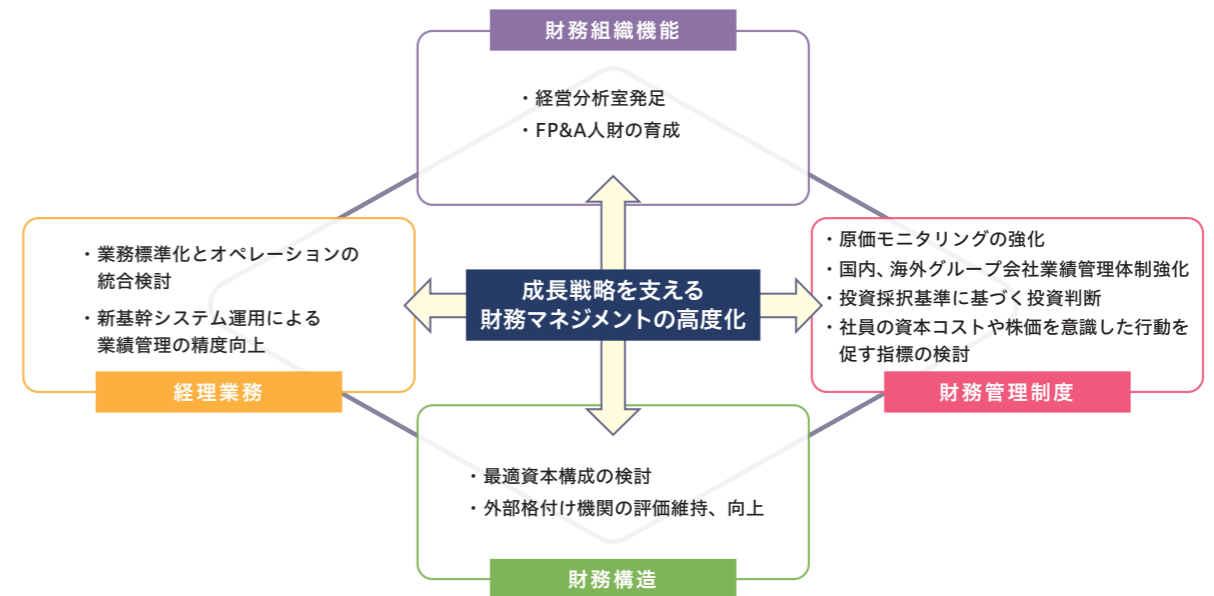 財務組織機能
・経営分析室発足
・FP&A人財の育成
・業務標準化とオペレーションの
統合検討
・新基幹システム運用による
業績管理の精度向上
経理業務
成長戦略を支える
財務マネジメントの高度化
・原価モニタリングの強化
・国内、海外グループ会社業績管理体制強化
・投資採択基準に基づく投資判断
・社員の資本コストや株価を意識した行動を
促す指標の検討
財務管理制度
・最適資本構成の検討
・外部格付け機関の評価維持、向上
財務構造